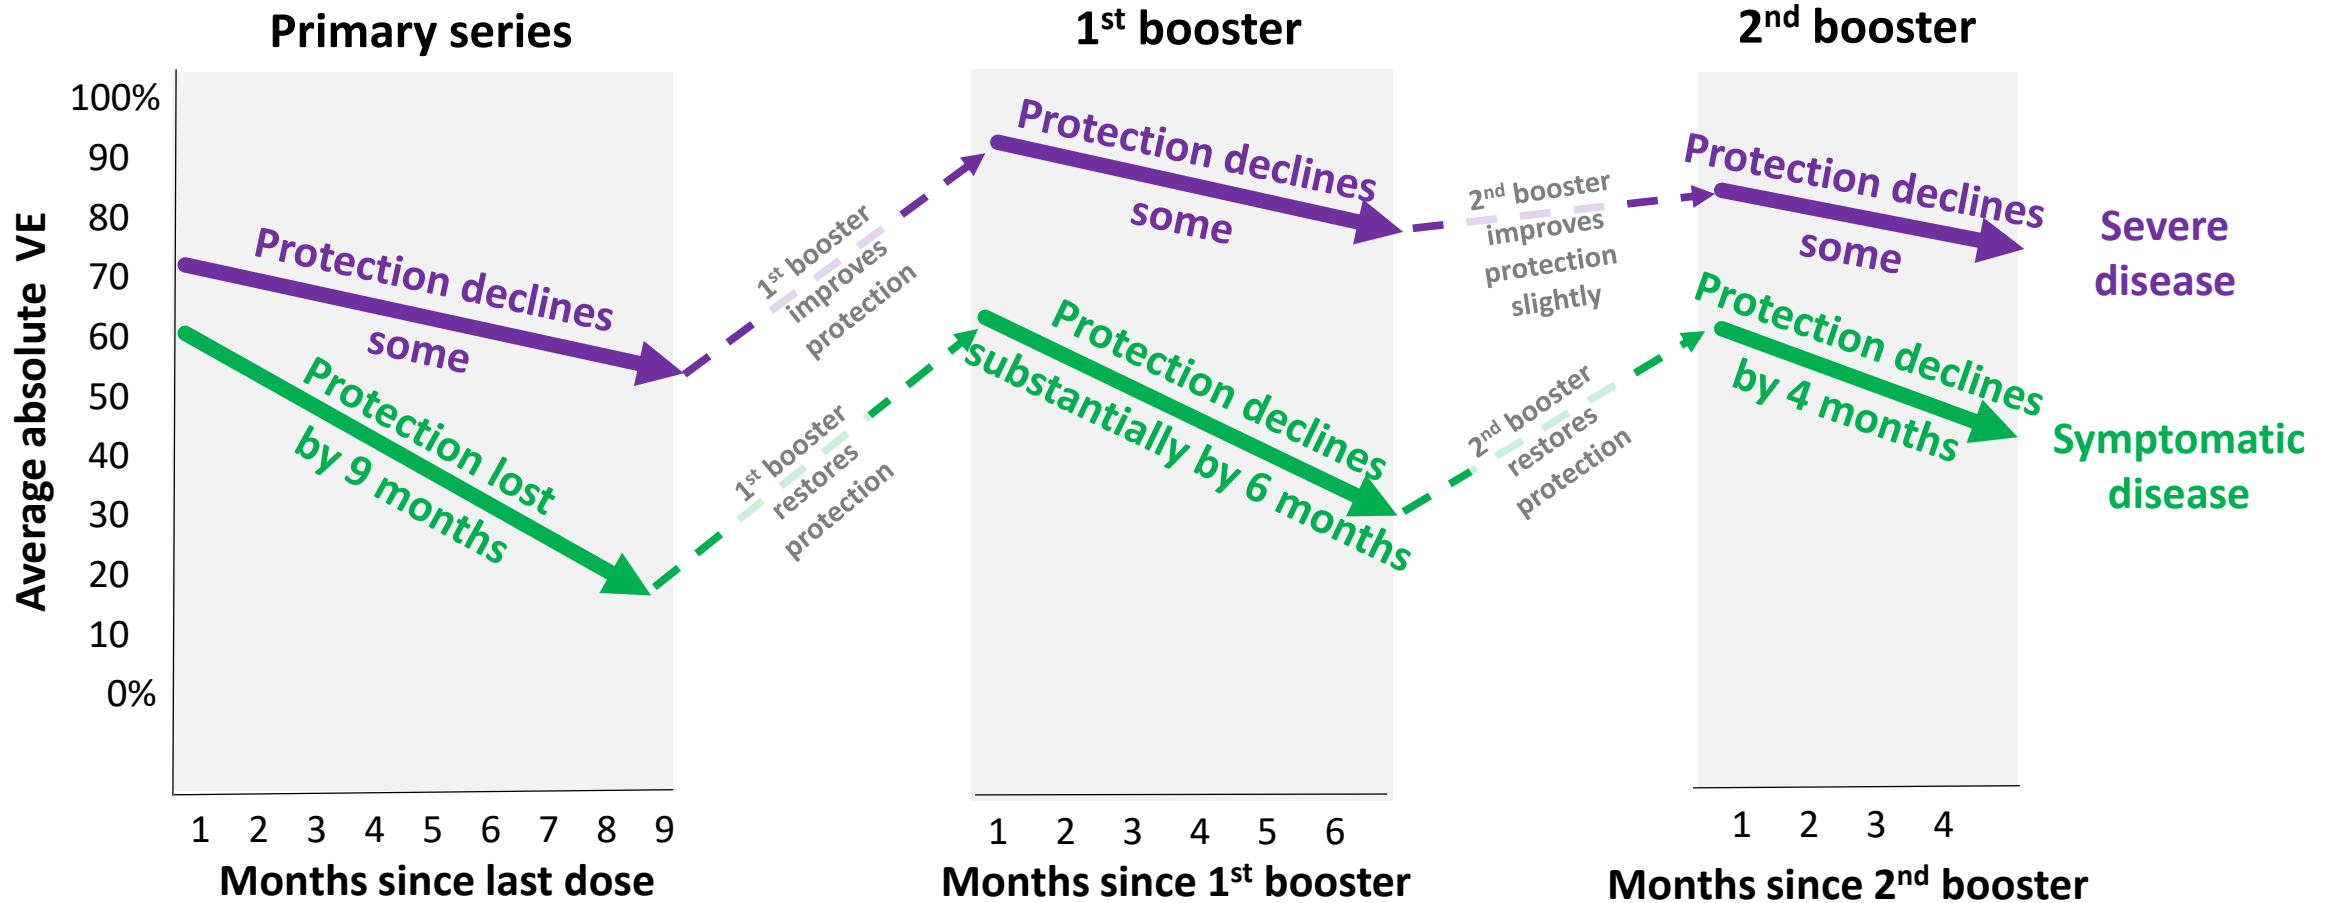 Primary series
1st booster
2nd booster
Average absolute VE
100%
90
80
70
60
50
40
30
20
10
0%
Protection declines
some
Protection lost
by 9 months
1 2 3 4 5 6 7 8 9
Months since last dose
1st booster
improves
protection
1st booster
restores
protection
Protection declines
some
Protection declines
substantially by 6 months
1 2 3 4 5 6
Months since 1st booster
2nd booster
improves
protection
slightly
2nd booster
restores
protection
Protection declines
some
Protection declines
by 4 months
1 2 3 4
Months since 2nd booster
Severe
disease
Symptomatic
disease